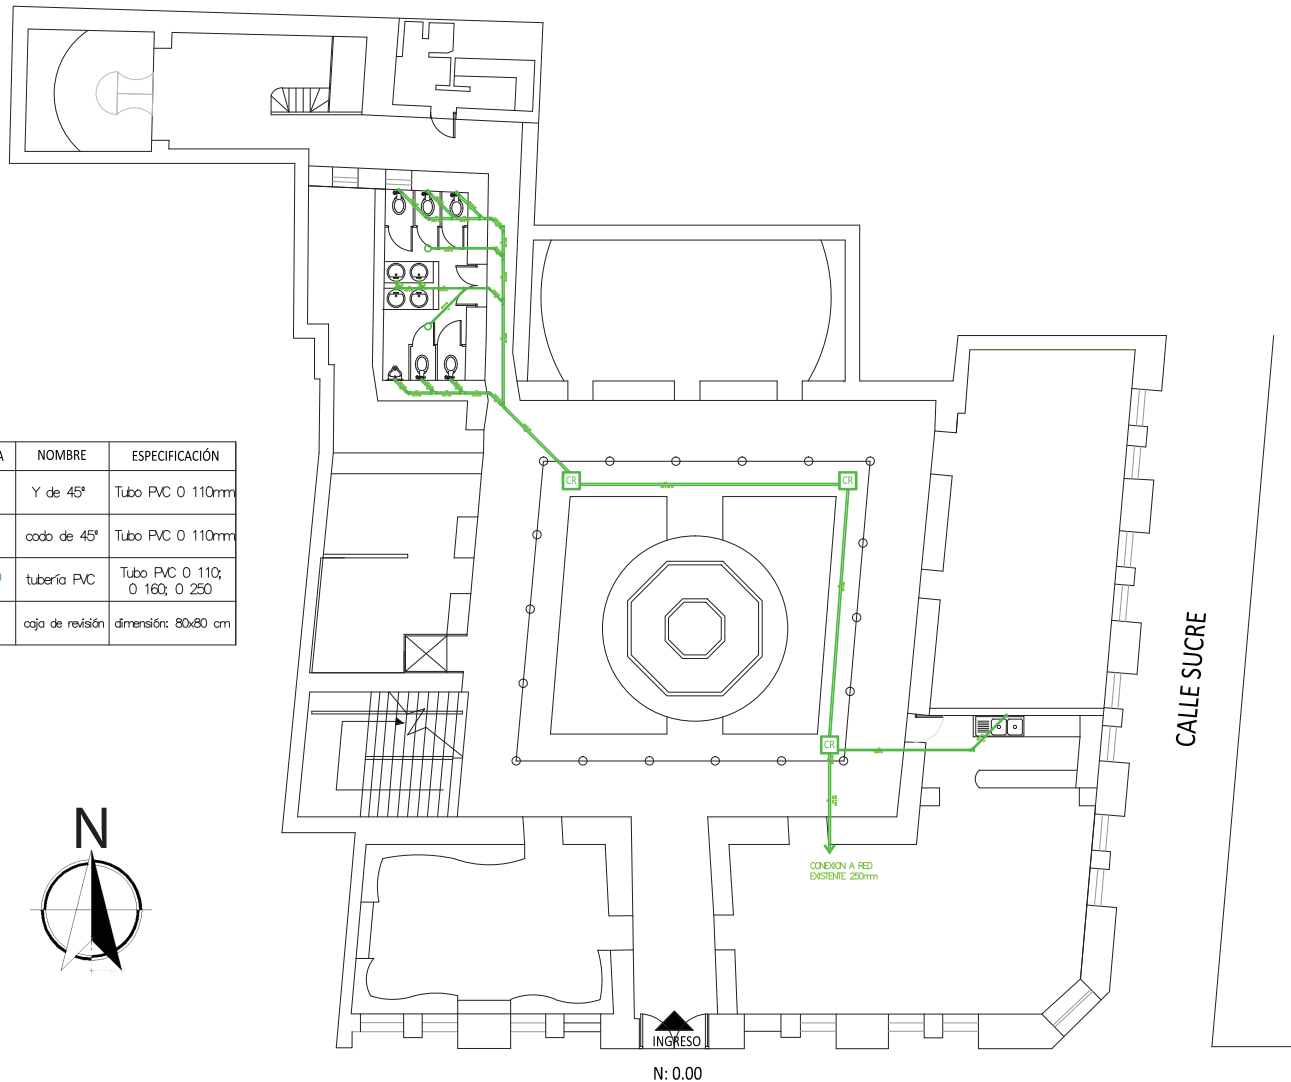 A NOMBRE ESPECIFICACIÓN
Y de 45° Tubo PVC 0 110mm
codo de 45° Tubo PVC 0 110mm
tubería PVC Tubo PVC 0 110;
0 160; 0 250
caja de revisión dimensión: 80x80 cm
CR
CR
CR
CONEXION A RED
EXISTENTE 250mm
CALLE SUCRE
N
INGRESO
N: 0.00